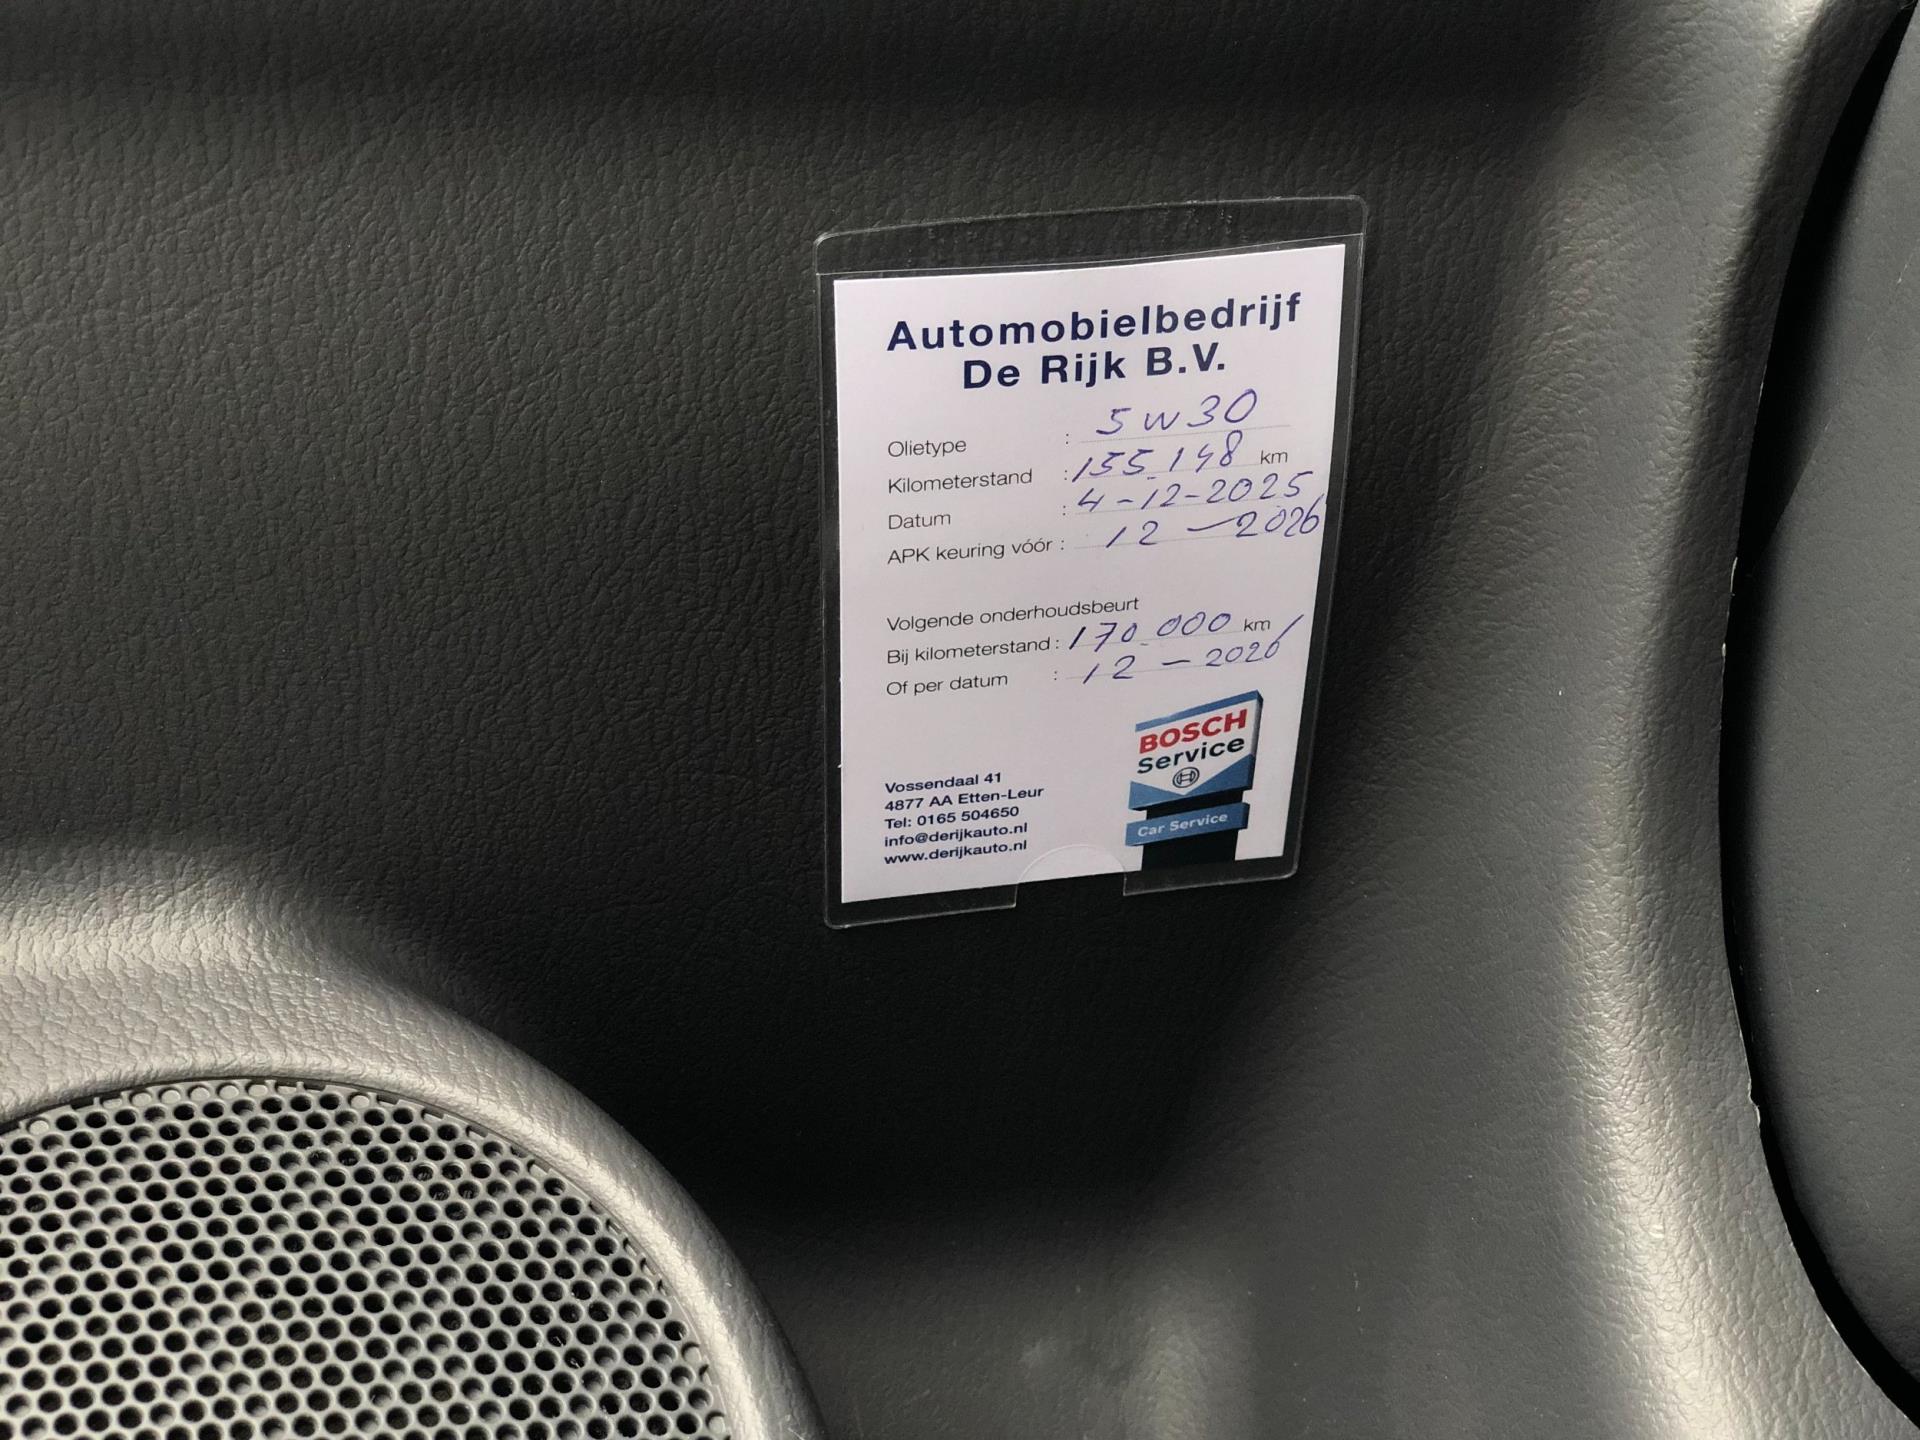 Automobielbedrijf
De Rijk B.V.
Olietype : 5W30
Kilometerstand : 155.148 km
Datum : 4-12-2025
APK keuring vóór : 12-2026
Volgende onderhoudsbeurt
Bij kilometerstand : 170.000 km
Of per datum : 12-2026
BOSCH
Service
Car Service
Vossendaal 41
4877 AA Etten-Leur
Tel: 0165 504650
info@derijkauto.nl
www.derijkauto.nl